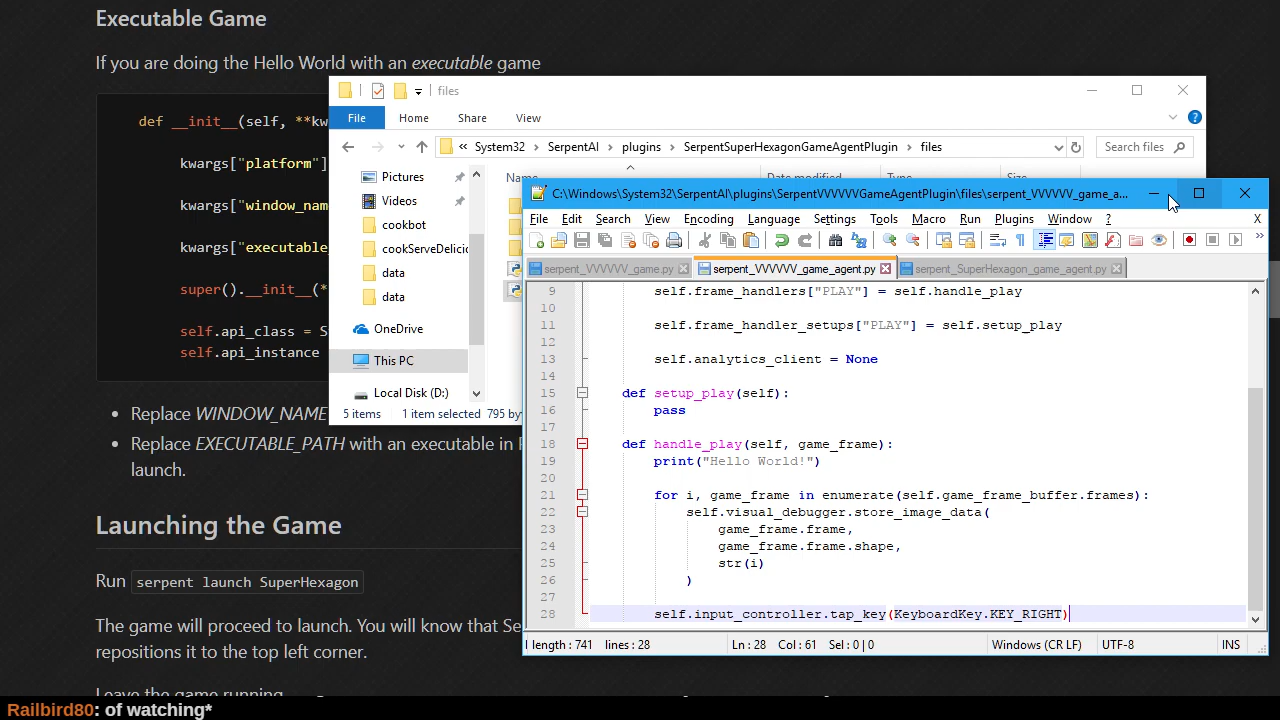 Executable Game
If you are doing the Hello World with an executable game
def __init__(self, **kw
kwargs["platform"]
kwargs["window_nam
kwargs["executable_
super().__init__(*
self.api_class = S
self.api_instance
Replace WINDOW_NAME
Replace EXECUTABLE_PATH with an executable in
launch.
Launching the Game
Run serpent launch SuperHexagon
The game will proceed to launch. You will know that Se
repositions it to the top left corner.
Leave the game running
files
File Home Share View
« System32 SerpentAI plugins SerpentSuperHexagonGameAgentPlugin files
Search files
Name Date modified Type Size
Pictures
Videos
cookbot
cookServeDelicio
data
data
OneDrive
This PC
Local Disk (D:)
5 items 1 item selected 795 by
C:\Windows\System32\SerpentAI\plugins\SerpentVVVVVVGameAgentPlugin\files\serpent_VVVVVV_game_a...
File Edit Search View Encoding Language Settings Tools Macro Run Plugins Window ? X
serpent_VVVVVV_game.py serpent_VVVVVV_game_agent.py serpent_SuperHexagon_game_agent.py
9 self.frame_handlers["PLAY"] = self.handle_play
10
11 self.frame_handler_setups["PLAY"] = self.setup_play
12
13 self.analytics_client = None
14
15 def setup_play(self):
16 pass
17
18 def handle_play(self, game_frame):
19 print("Hello World!")
20
21 for i, game_frame in enumerate(self.game_frame_buffer.frames):
22 self.visual_debugger.store_image_data(
23 game_frame.frame,
24 game_frame.frame.shape,
25 str(i)
26 )
27
28 self.input_controller.tap_key(KeyboardKey.KEY_RIGHT)
length : 741 lines : 28 Ln : 28 Col : 61 Sel : 0 | 0 Windows (CR LF) UTF-8 INS
Railbird80: of watching*